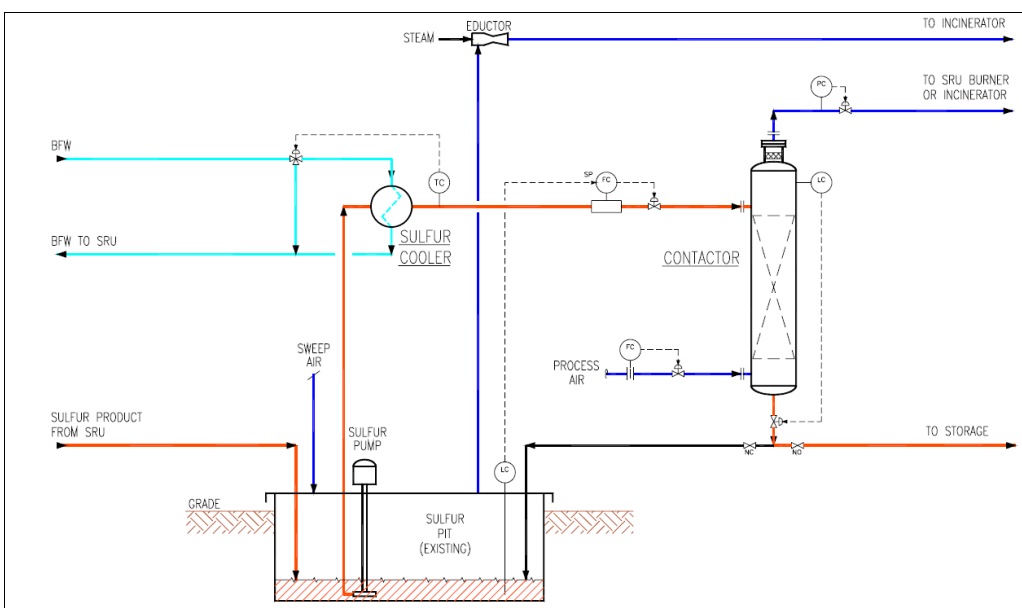 EDUCTOR
STEAM
TO INCINERATOR
PC
TO SRU BURNER
OR INCINERATOR
BFW
TC
SP
FC
LC
BFW TO SRU
SULFUR
COOLER
CONTACTOR
SWEEP
AIR
FC
PROCESS
AIR
SULFUR PRODUCT
FROM SRU
SULFUR
PUMP
TO STORAGE
NC
NO
LC
GRADE
SULFUR
PIT
(EXISTING)